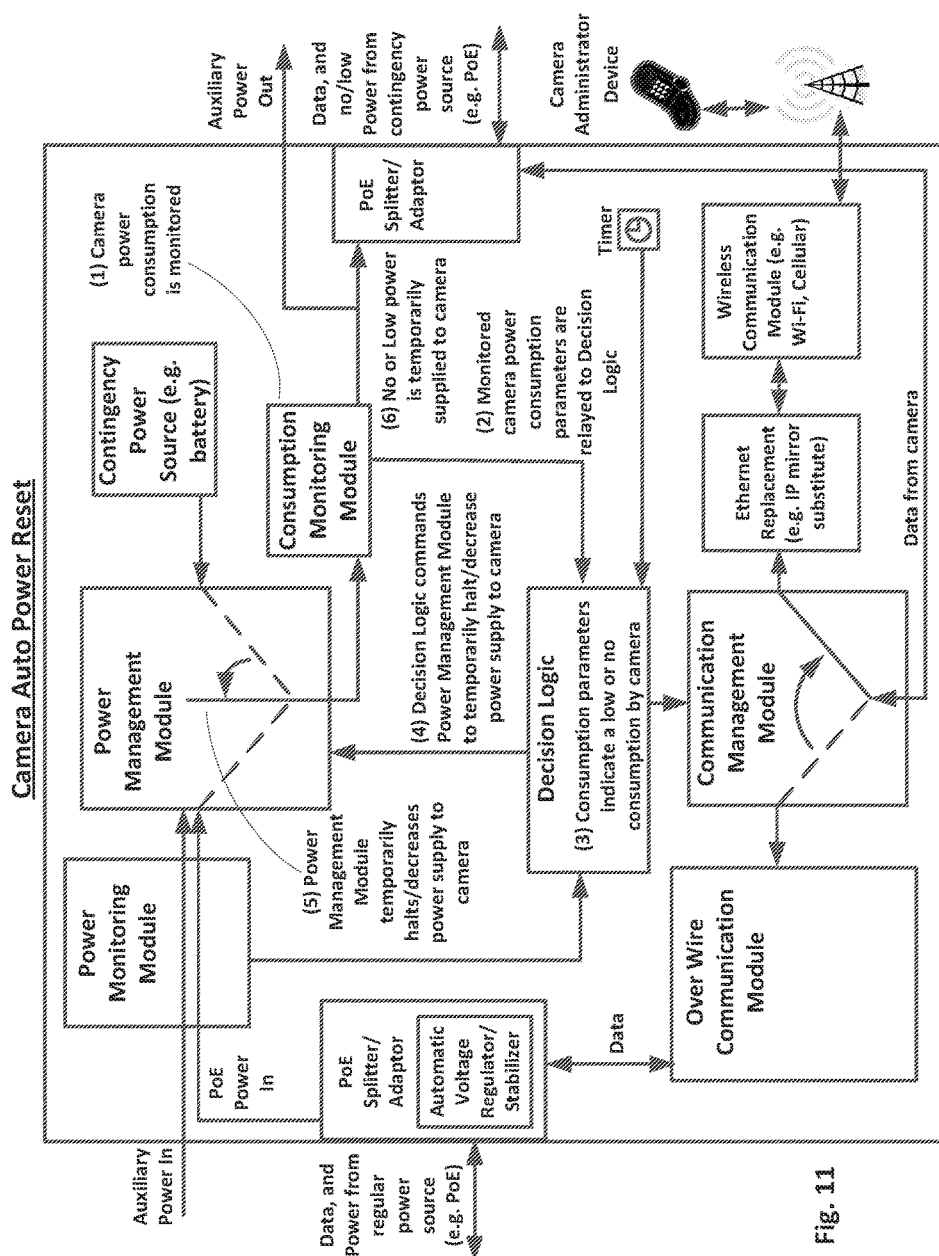 Camera Auto Power Reset
Auxiliary
Power In
Data, and
Power from
regular
power
source
(e.g. PoE)
PoE
Power
In
PoE
Splitter/
Adaptor
Automatic
Voltage
Regulator/
Stabilizer
Power
Monitoring
Module
Power
Management
Module
Contingency
Power
Source (e.g.
battery)
(1) Camera
power
consumption
is monitored
Auxiliary Power
Out
Data, and
no/low
Power from
contingency
power
source
(e.g. PoE)
PoE
Splitter/
Adaptor
Consumption
Monitoring
Module
(5) Power
Management
Module
temporarily
halts/decreases
power supply to
camera
(4) Decision Logic commands
Power Management Module
to temporarily halt/decrease
power supply to camera
(6) No or Low power
is temporarily
supplied to camera
(2) Monitored
camera power
consumption
parameters are
relayed to Decision
Logic
Timer
Decision Logic
(3) Consumption parameters
indicate a low or no
consumption by camera
Camera
Administrator
Device
Data
Over Wire
Communication
Module
Communication
Management
Module
Ethernet
Replacement
(e.g. IP mirror
substitute)
Wireless
Communication
Module (e.g.
Wi-Fi, Cellular)
Data from camera
Fig. 11